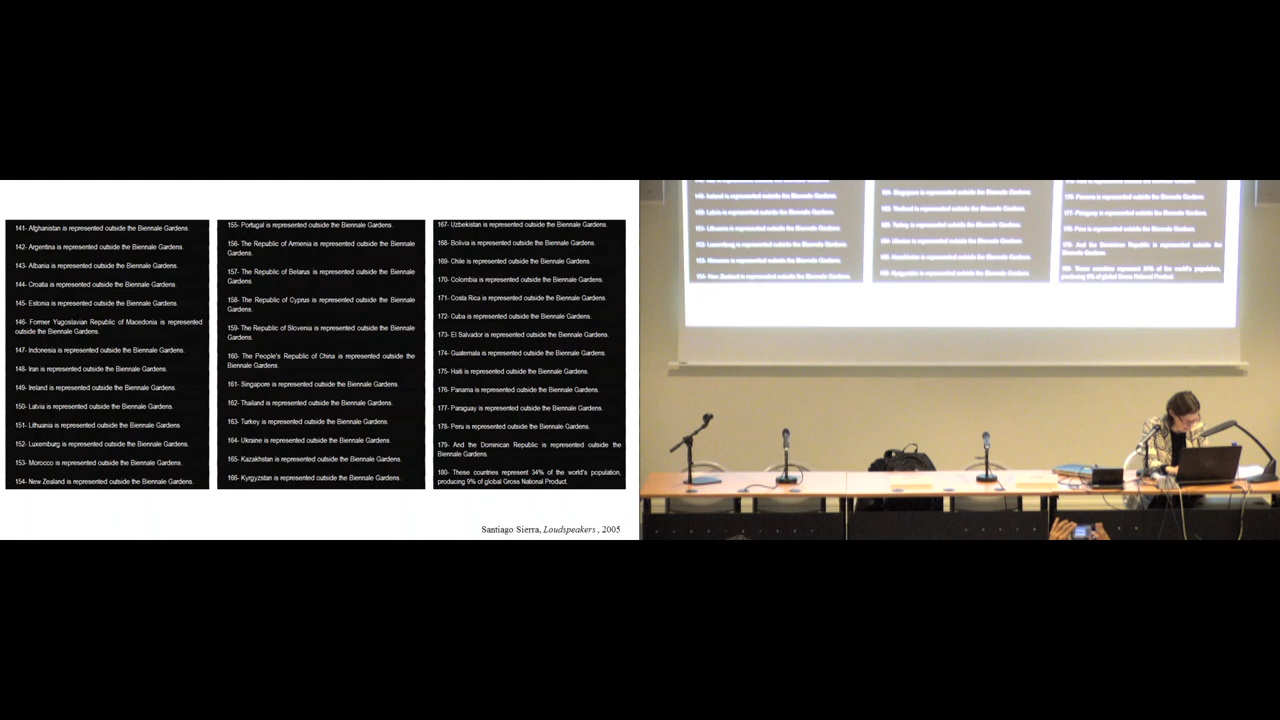 141- Afghanistan is represented outside the Biennale Gardens.
142- Argentina is represented outside the Biennale Gardens.
143- Albania is represented outside the Biennale Gardens.
144- Croatia is represented outside the Biennale Gardens.
145- Estonia is represented outside the Biennale Gardens.
146- Former Yugoslavian Republic of Macedonia is represented
outside the Biennale Gardens.
147- Indonesia is represented outside the Biennale Gardens.
148- Iran is represented outside the Biennale Gardens.
149- Ireland is represented outside the Biennale Gardens.
150- Latvia is represented outside the Biennale Gardens.
151- Lithuania is represented outside the Biennale Gardens
152- Luxemburg is represented outside the Biennale Gardens.
153- Morocco is represented outside the Biennale Gardens.
154- New Zealand is represented outside the Biennale Gardens.
155- Portugal is represented outside the Biennale Gardens.
156- The Republic of Armenia is represented outside the Biennale
Gardens.
157- The Republic of Belarus is represented outside the Biennale
Gardens.
158- The Republic of Cyprus is represented outside the Biennale
Gardens.
159- The Republic of Slovenia is represented outside the Biennale
Gardens.
160- The People's Republic of China is represented outside the
Biennale Gardens.
161- Singapore is represented outside the Biennale Gardens.
162- Thailand is represented outside the Biennale Gardens.
163- Turkey is represented outside the Biennale Gardens.
164- Ukraine is represented outside the Biennale Gardens.
165- Kazakhstan is represented outside the Biennale Gardens.
166- Kyrgyzstan is represented outside the Biennale Gardens.
167- Uzbekistan is represented outside the Biennale Gardens.
168- Bolivia is represented outside the Biennale Gardens.
169- Chile is represented outside the Biennale Gardens.
170- Colombia is represented outside the Biennale Gardens.
171- Costa Rica is represented outside the Biennale Gardens.
172- Cuba is represented outside the Biennale Gardens.
173- El Salvador is represented outside the Biennale Gardens.
174- Guatemala is represented outside the Biennale Gardens.
175- Haiti is represented outside the Biennale Gardens.
176- Panama is represented outside the Biennale Gardens.
177- Paraguay is represented outside the Biennale Gardens.
178- Peru is represented outside the Biennale Gardens.
179- And the Dominican Republic is represented outside the
Biennale Gardens.
180- These countries represent 34% of the world's population,
producing 9% of global Gross National Product.
Santiago Sierra, Loudspeakers , 2005